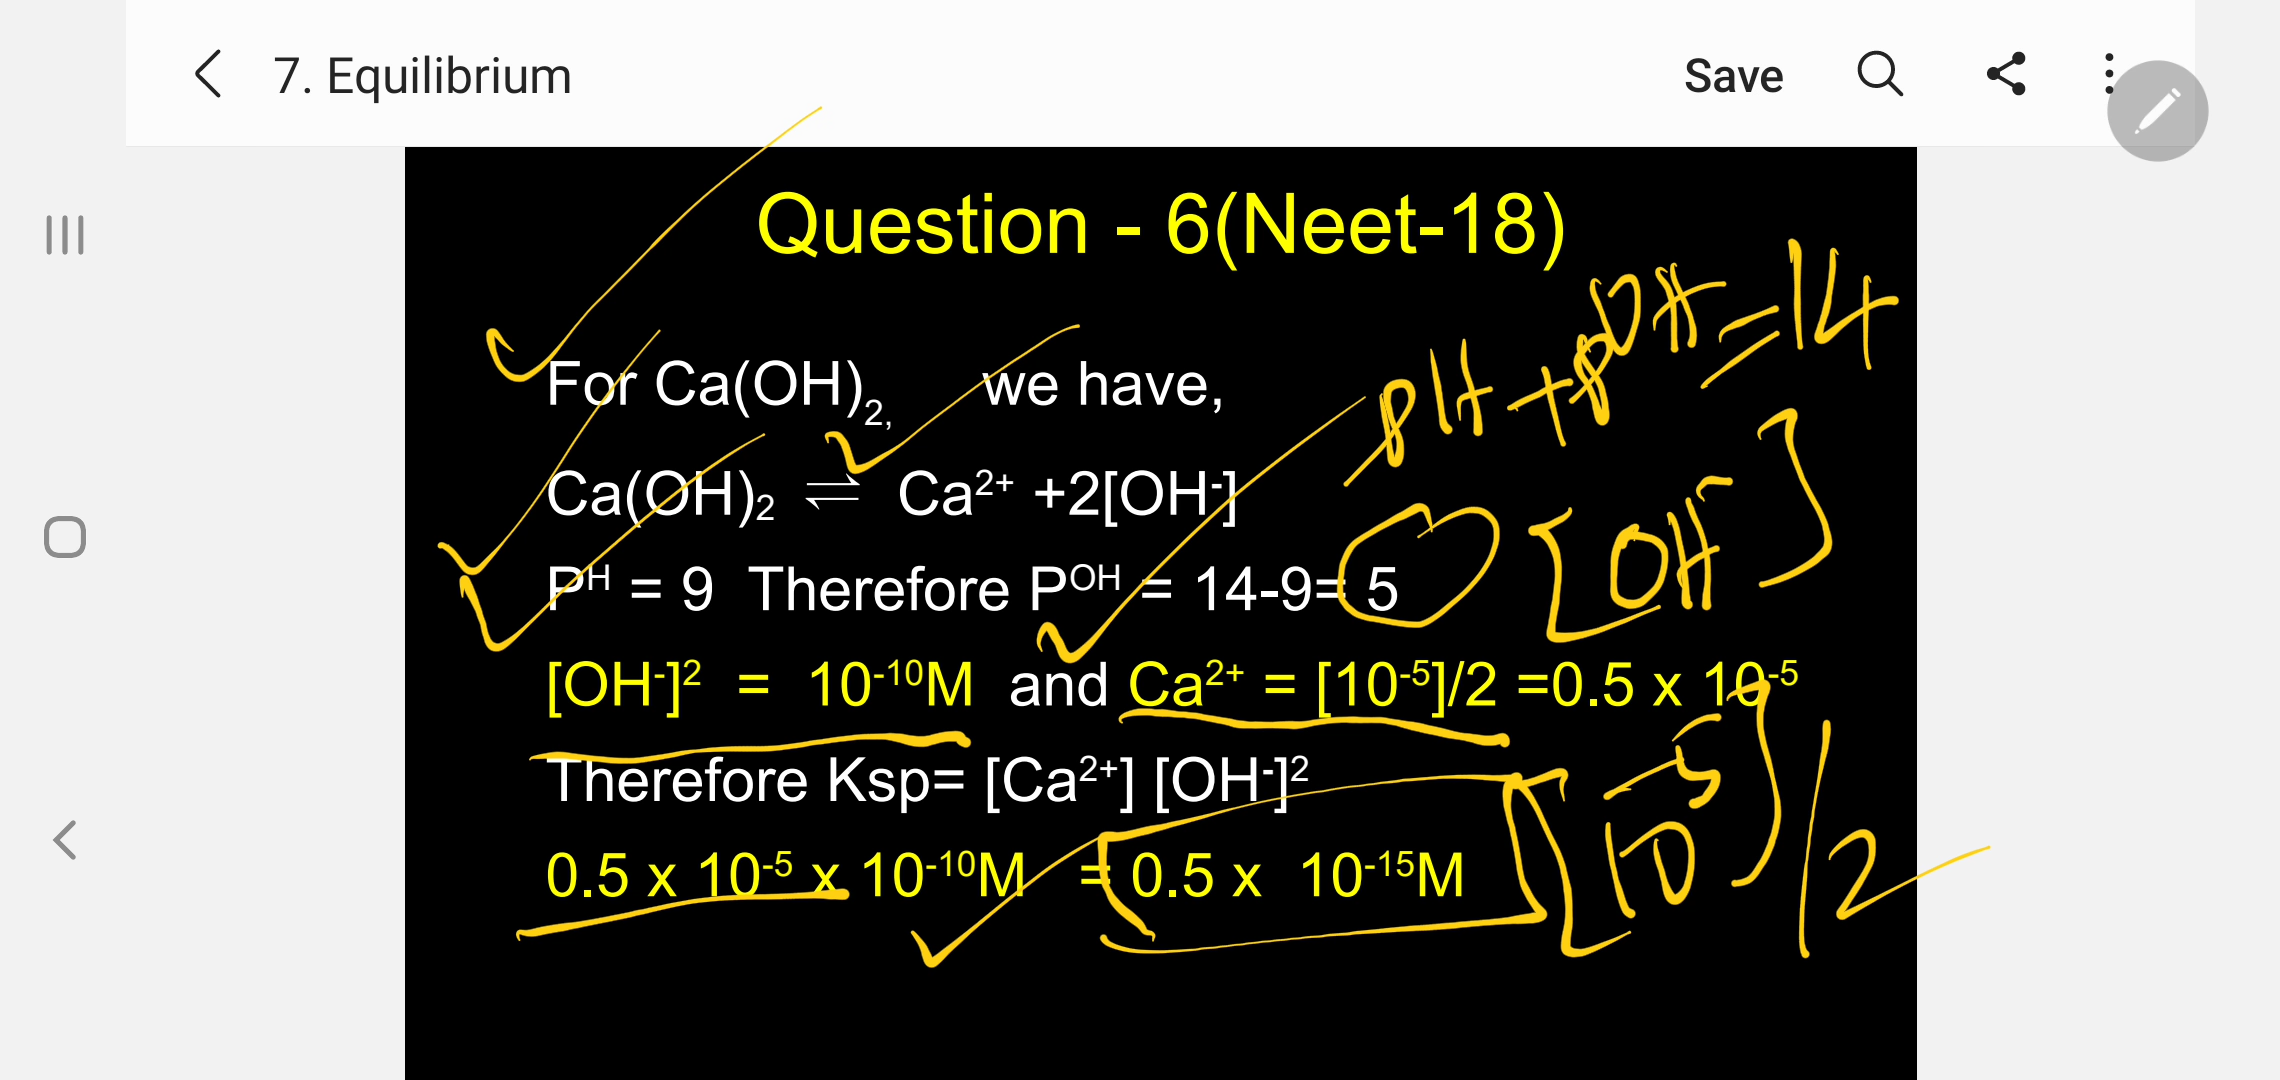 7. Equilibrium Save
Question - 6(Neet-18)
pH + pOH = 14
For Ca(OH)₂, we have,
Ca(OH)₂ ⇌ Ca²⁺ +2[OH⁻]
[OH⁻]
Pᴴ = 9 Therefore Pᴼᴴ = 14-9= 5
[OH⁻]² = 10⁻¹⁰M and Ca²⁺ = [10⁻⁵]/2 =0.5 x 10⁻⁵
Therefore Ksp= [Ca²⁺] [OH⁻]²
[10⁻⁵]/2
0.5 x 10⁻⁵ x 10⁻¹⁰M = 0.5 x 10⁻¹⁵M